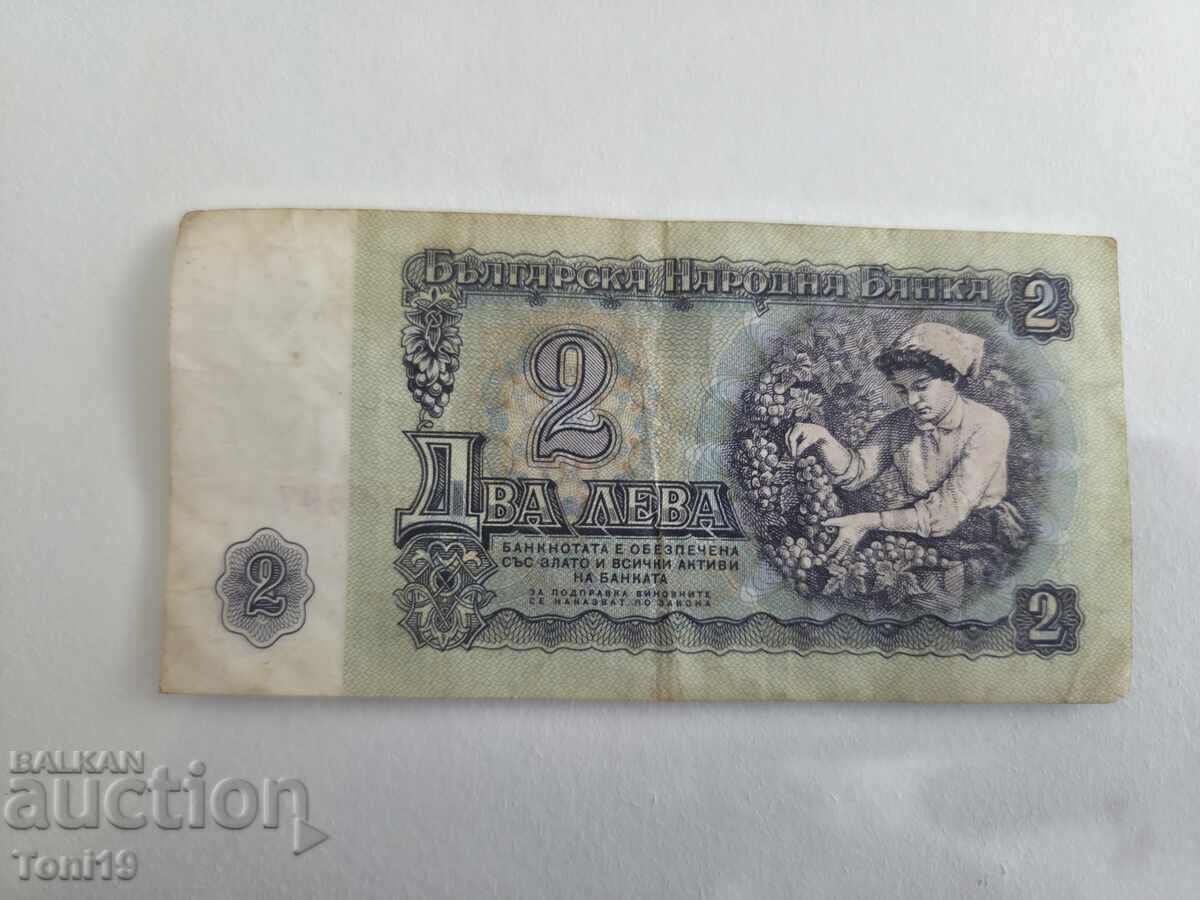 Българска Народна Банка
2
2
Два лева
Банкнотата е обезпечена
със злато и всички активи
на банката
за подправка виновните
се наказват по закона
2
2
BALKAN
auction
Toni19